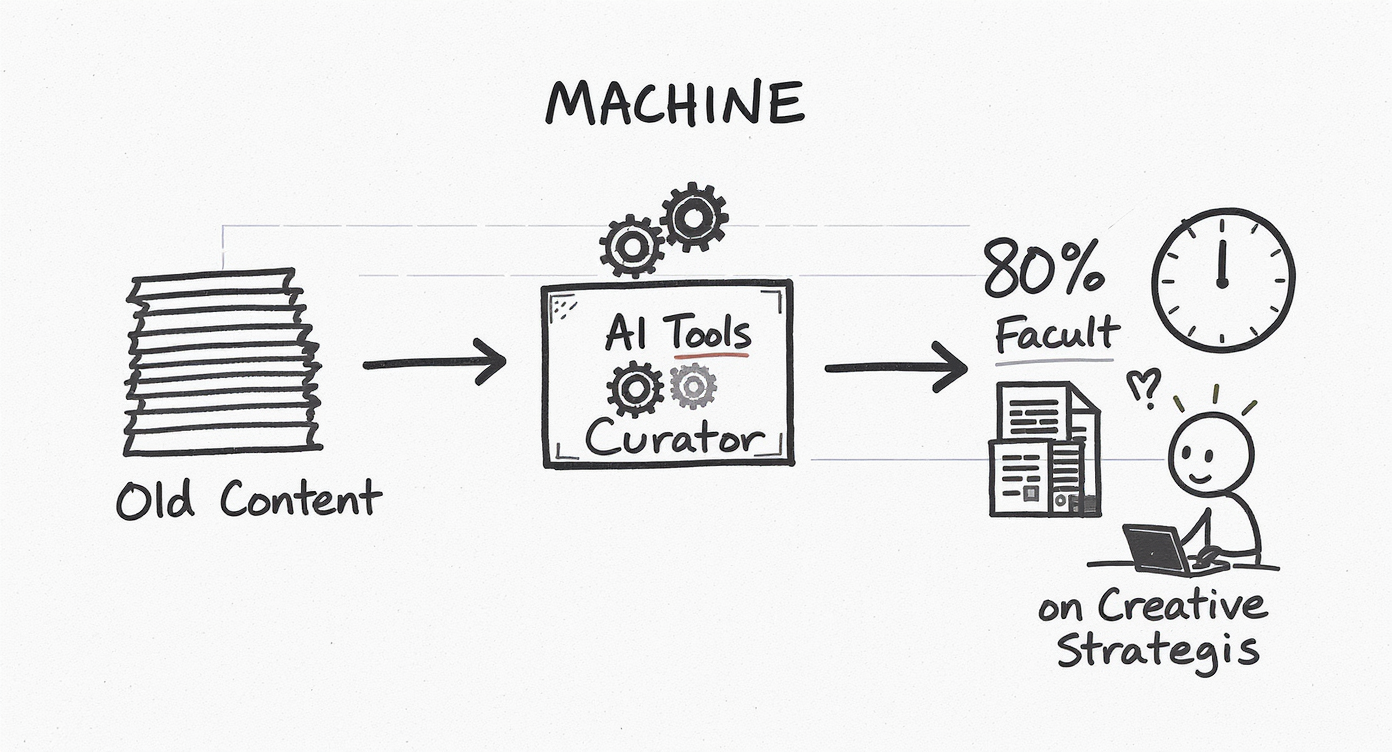 MACHINE
Old Content
AI Tools
Curator
80%
Facult
on Creative
Strategis